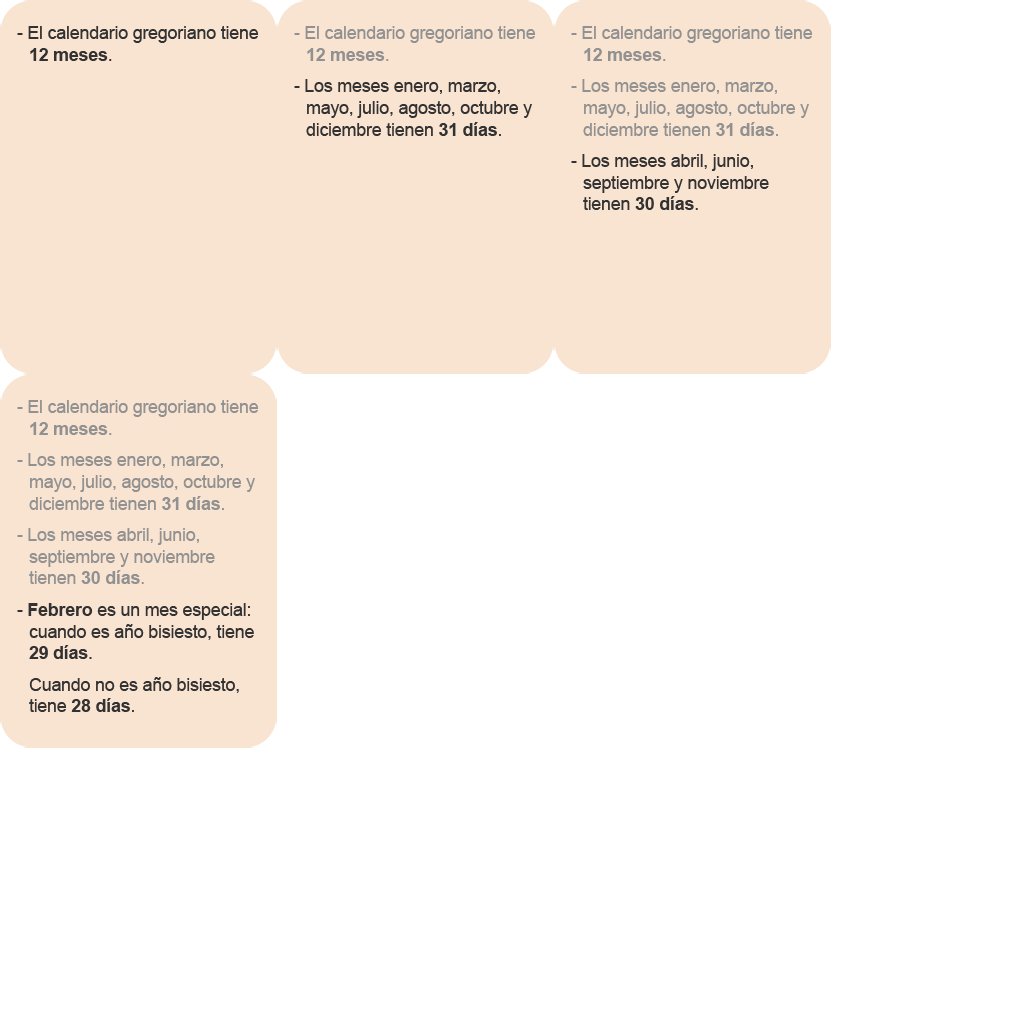 - El calendario gregoriano tiene
12 meses.
- El calendario gregoriano tiene
12 meses.
- Los meses enero, marzo,
mayo, julio, agosto, octubre y
diciembre tienen 31 días.
- El calendario gregoriano tiene
12 meses.
- Los meses enero, marzo,
mayo, julio, agosto, octubre y
diciembre tienen 31 días.
- Los meses abril, junio,
septiembre y noviembre
tienen 30 días.
- El calendario gregoriano tiene
12 meses.
- Los meses enero, marzo,
mayo, julio, agosto, octubre y
diciembre tienen 31 días.
- Los meses abril, junio,
septiembre y noviembre
tienen 30 días.
- Febrero es un mes especial:
cuando es año bisiesto, tiene
29 días.
Cuando no es año bisiesto,
tiene 28 días.